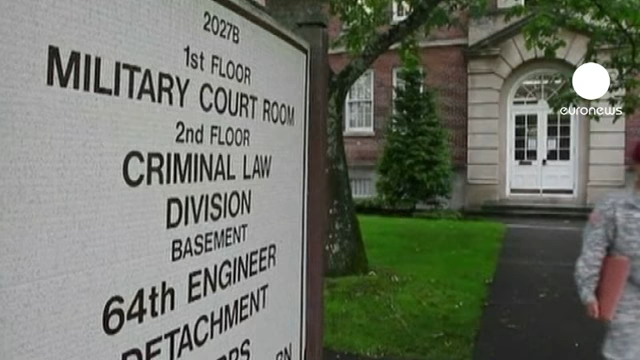 2027B
1st FLOOR
MILITARY COURT ROOM
2nd FLOOR
CRIMINAL LAW
DIVISION
BASEMENT
64th ENGINEER
DETACHMENT
euronews